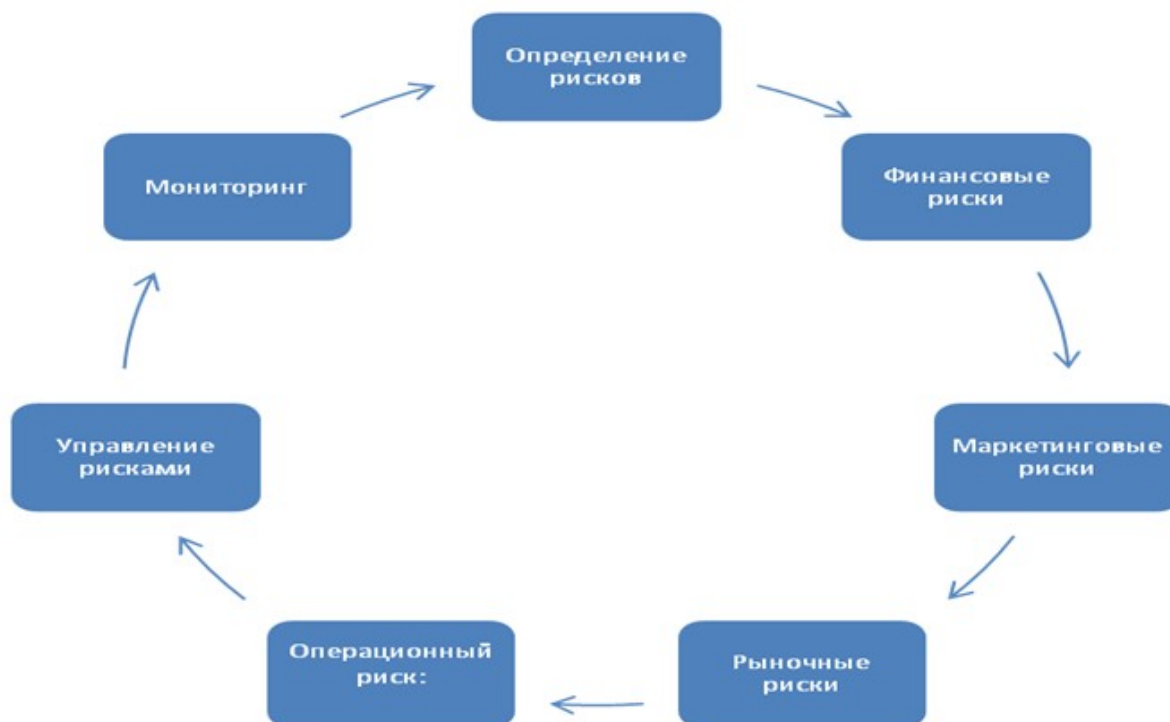 Определение
рисков
Финансовые
риски
Маркетинговые
риски
Рыночные
риски
Операционный
риск:
Управление
рисками
Мониторинг